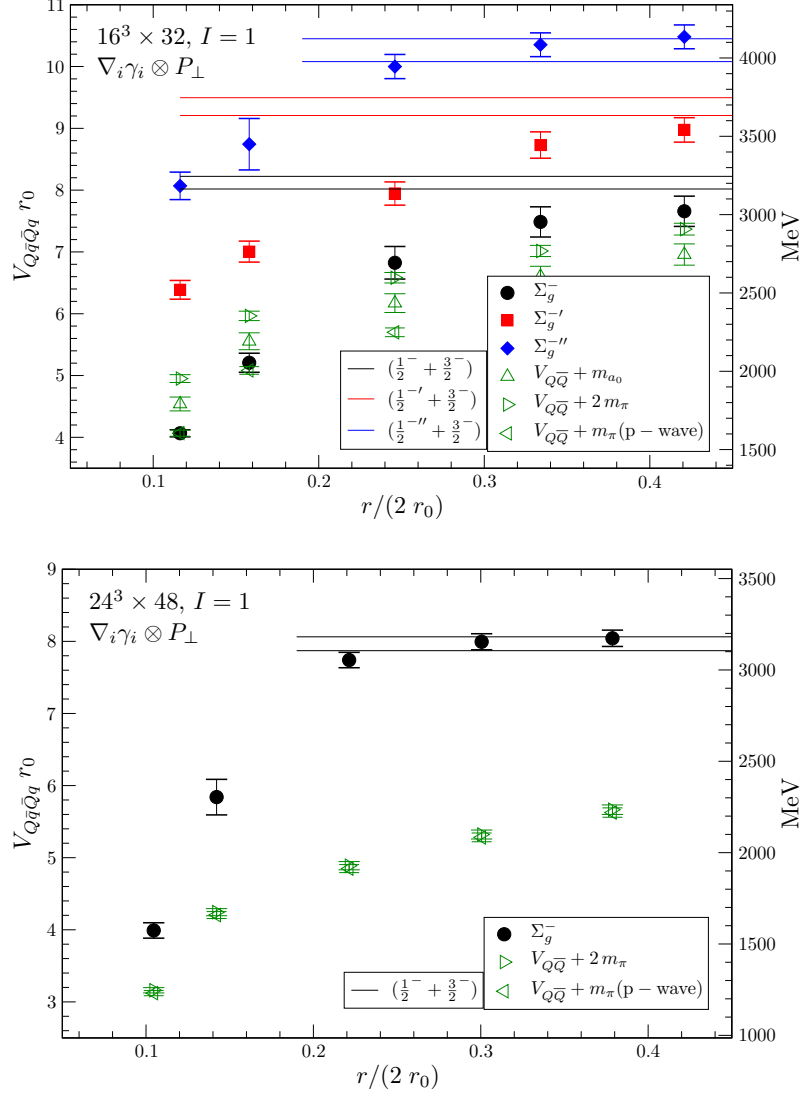 16³ × 32, I = 1
∇ᵢγᵢ ⊗ P⊥
11
10
9
8
7
6
5
4
V_{Qq̄Q̄q} r₀
4000
3500
3000
2500
2000
1500
MeV
Σ_g^-
Σ_g^-′
Σ_g^-′′
V_{QQ̅} + m_{a₀}
V_{QQ̅} + 2 m_π
V_{QQ̅} + m_π(p − wave)
(1/2^- + 3/2^-)
(1/2^-′ + 3/2^-)
(1/2^-′′ + 3/2^-)
0.1 0.2 0.3 0.4
r/(2 r₀)
24³ × 48, I = 1
∇ᵢγᵢ ⊗ P⊥
9
8
7
6
5
4
3
V_{Qq̄Q̄q} r₀
3500
3000
2500
2000
1500
1000
MeV
Σ_g^-
V_{QQ̅} + 2 m_π
V_{QQ̅} + m_π(p − wave)
(1/2^- + 3/2^-)
0.1 0.2 0.3 0.4
r/(2 r₀)